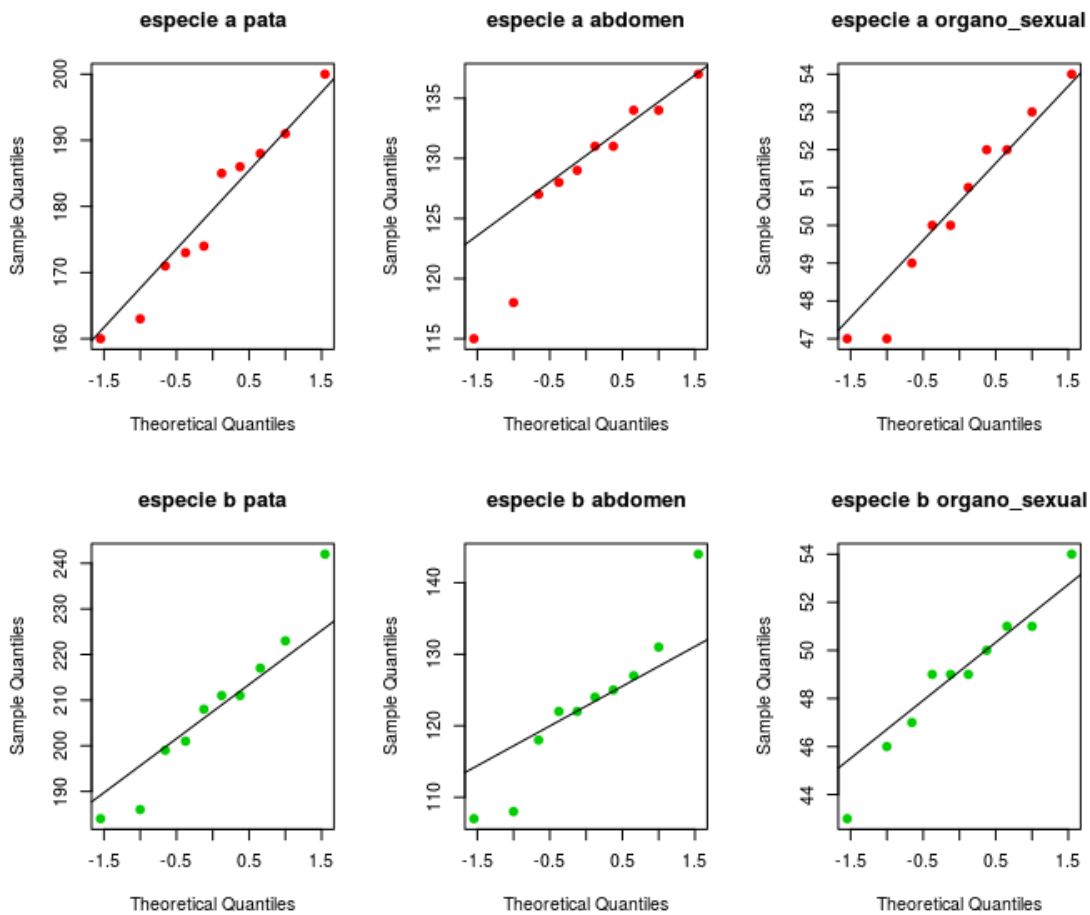 especie a pata
Sample Quantiles
160 170 180 190 200
-1.5 -0.5 0.5 1.5
Theoretical Quantiles
especie a abdomen
Sample Quantiles
115 120 125 130 135
-1.5 -0.5 0.5 1.5
Theoretical Quantiles
especie a organo_sexual
Sample Quantiles
47 48 49 50 51 52 53 54
-1.5 -0.5 0.5 1.5
Theoretical Quantiles
especie b pata
Sample Quantiles
190 200 210 220 230 240
-1.5 -0.5 0.5 1.5
Theoretical Quantiles
especie b abdomen
Sample Quantiles
110 120 130 140
-1.5 -0.5 0.5 1.5
Theoretical Quantiles
especie b organo_sexual
Sample Quantiles
44 46 48 50 52 54
-1.5 -0.5 0.5 1.5
Theoretical Quantiles